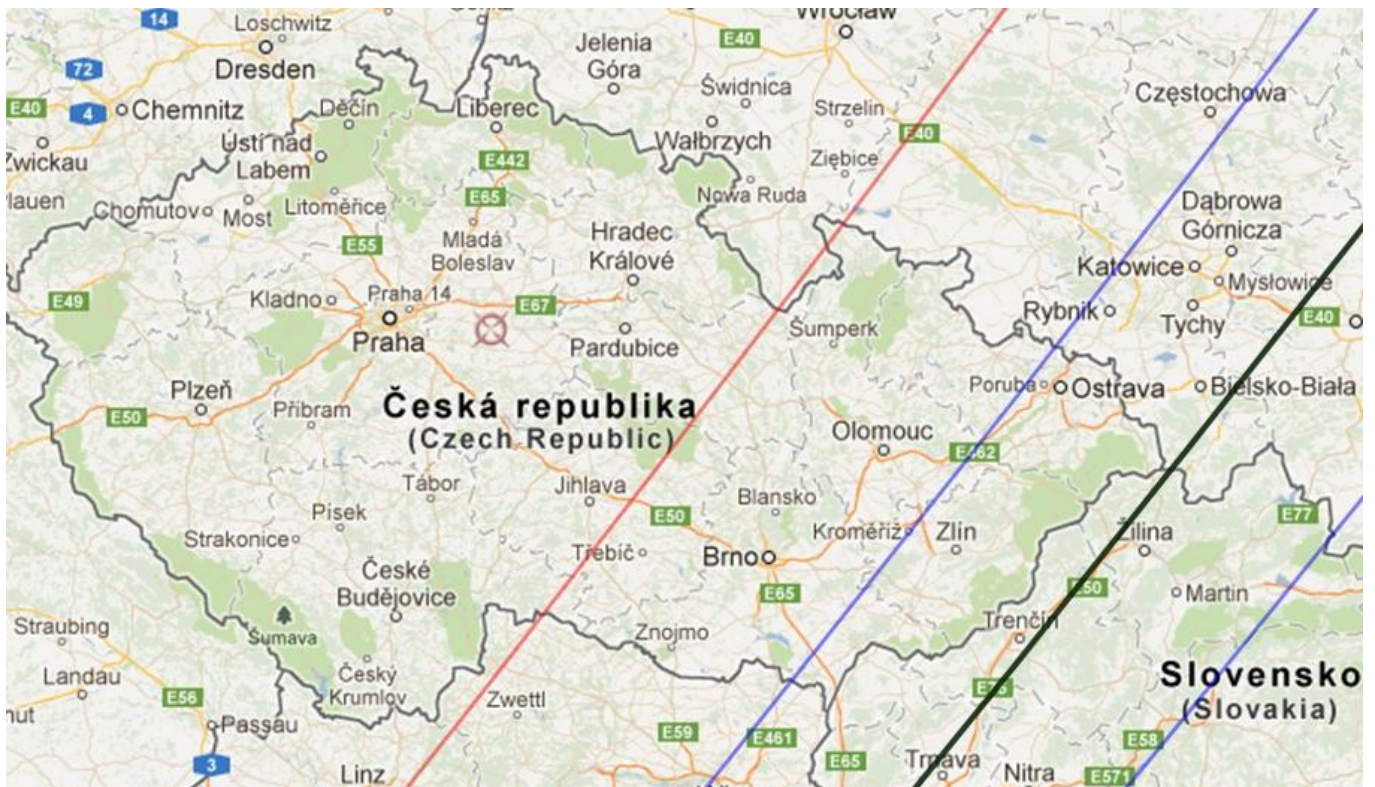 14
Loschwitz
Dresden
72
E40
4
Chemnitz
Zwickau
Děčín
Liberec
Ústí nad
Labem
Jelenia
Góra
E40
Wrocław
Świdnica
Strzelin
Wałbrzych
Ziębice
Nowa Ruda
E40
Częstochowa
Dąbrowa
Górnicza
Katowice
Mysłowice
Rybnik
Tychy
E40
lauen
Chomutov
Most
Litoměřice
E442
E65
E55
Mladá
Boleslav
Hradec
Králové
E49
Kladno
Praha 14
E67
Praha
Pardubice
Šumperk
Plzeň
Příbram
E50
Česká republika
(Czech Republic)
Poruba
Ostrava
Bielsko-Biała
Olomouc
E462
Tábor
Jihlava
Blansko
E50
Písek
Strakonice
Kroměříž
Zlín
E77
Žilina
Třebíč
Brno
České
Budějovice
E65
E50
Martin
Straubing
Šumava
Znojmo
Trenčín
Landau
Český
Krumlov
Zwettl
E75
Slovensko
(Slovakia)
E56
nut
Passau
E59
E461
E58
3
Linz
E65
Trnava
Nitra
E571